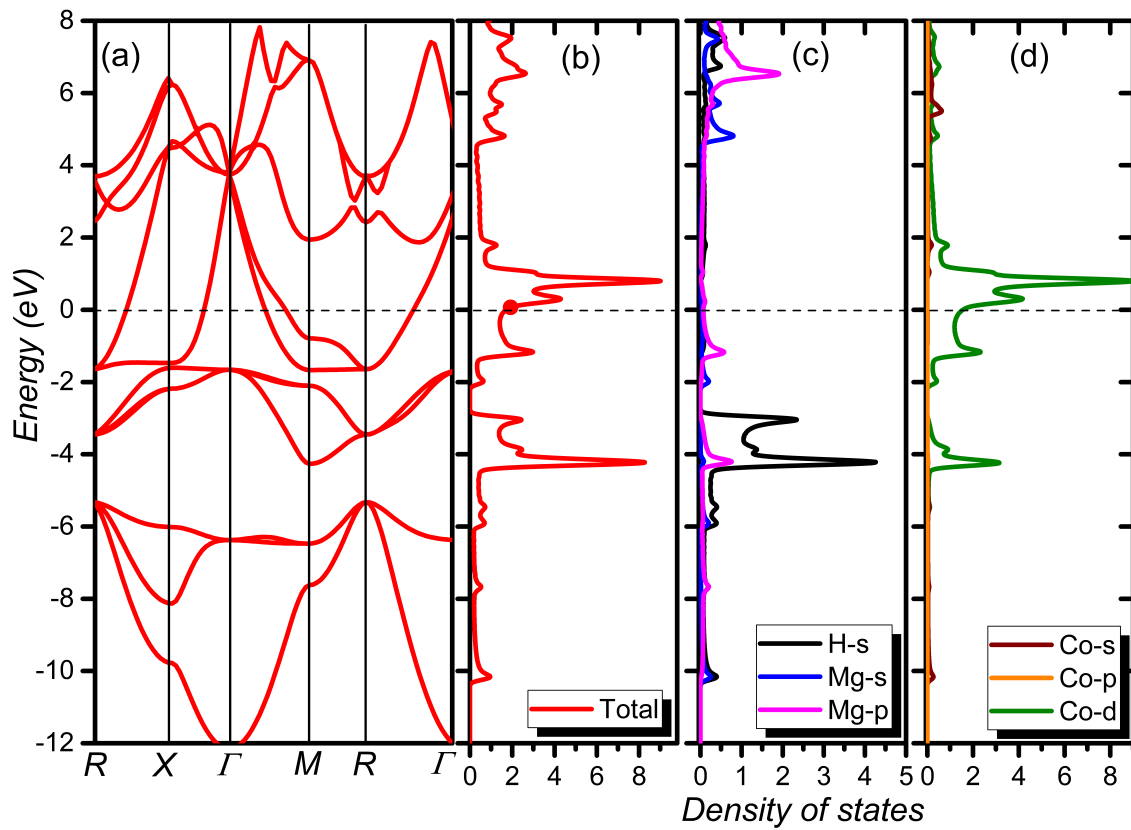 (a)
(b)
(c)
(d)
8
6
4
2
0
-2
-4
-6
-8
-10
-12
Energy (eV)
R X Γ M R Γ
Total
H-s
Mg-s
Mg-p
Co-s
Co-p
Co-d
0 2 4 6 8
0 1 2 3 4 5
0 2 4 6 8
Density of states